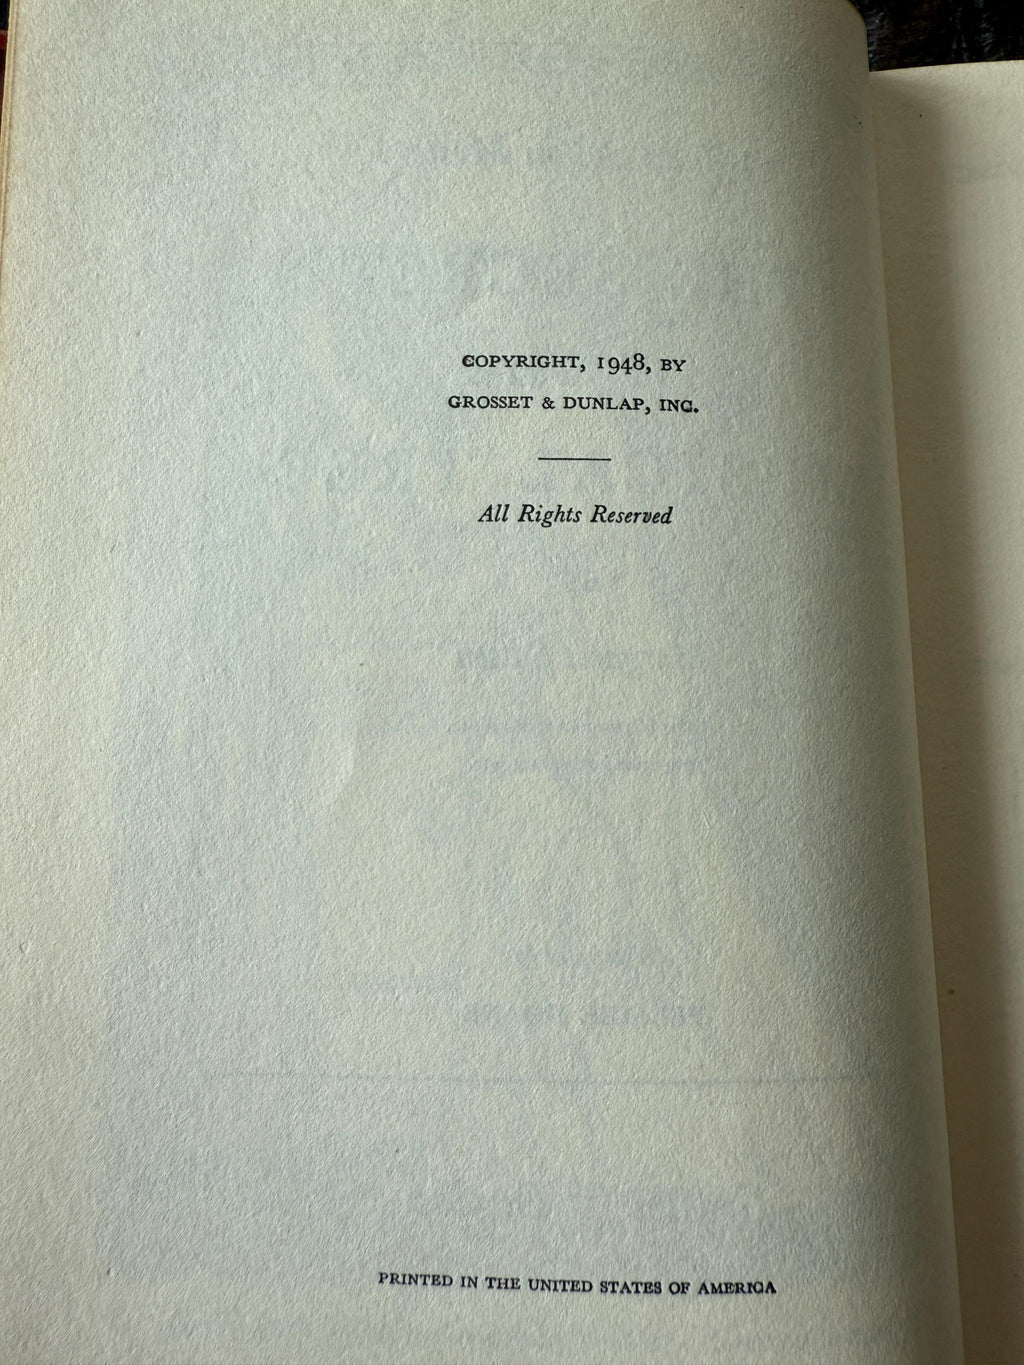 COPYRIGHT, 1948, BY
GROSSET & DUNLAP, INC.
All Rights Reserved
PRINTED IN THE UNITED STATES OF AMERICA